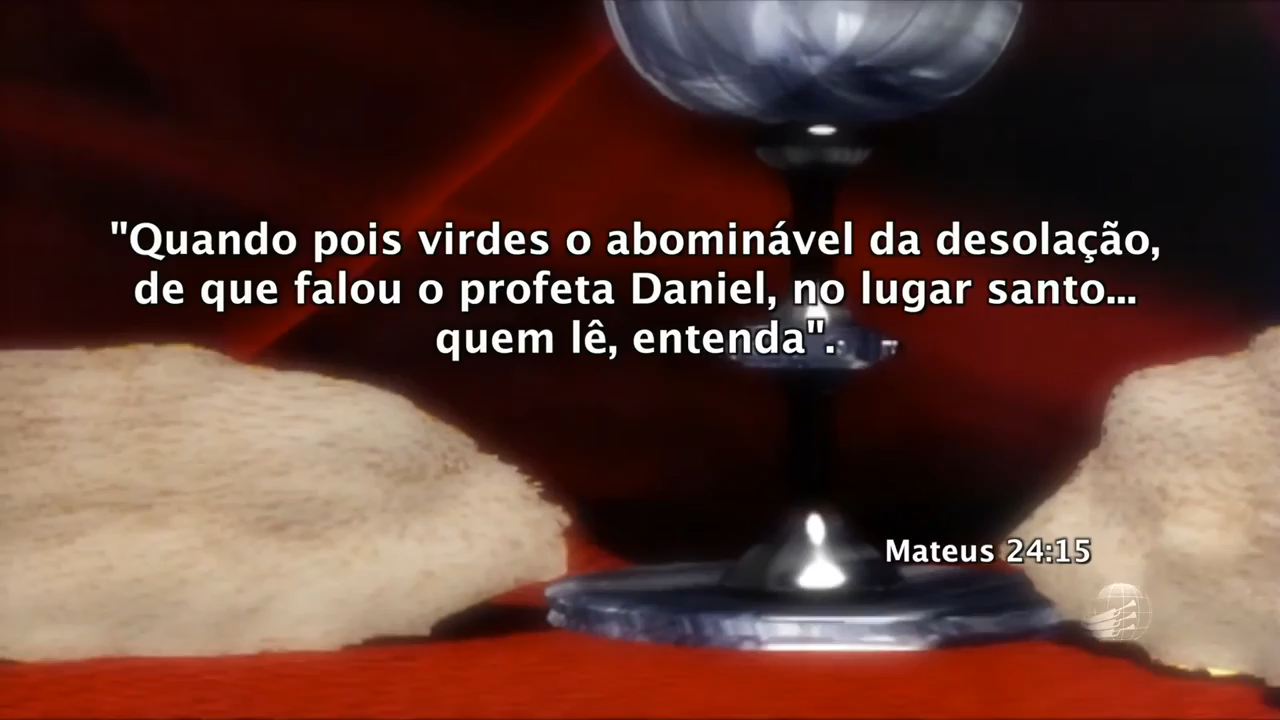 "Quando pois virdes o abominável da desolação,
de que falou o profeta Daniel, no lugar santo...
quem lê, entenda".
Mateus 24:15